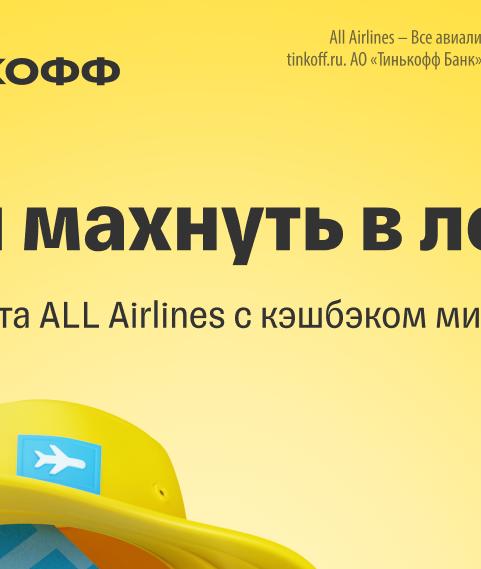 All Airlines – Все авиали
tinkoff.ru. АО «Тинькофф Банк»
КОФФ
махнуть в ле
та ALL Airlines с кэшбэком ми